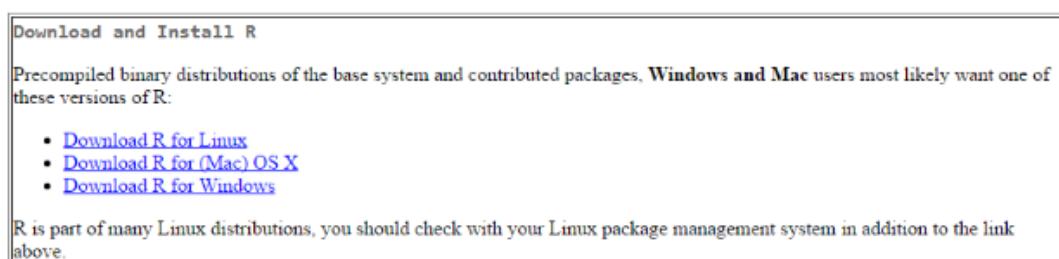 Download and Install R
Precompiled binary distributions of the base system and contributed packages, Windows and Mac users most likely want one of
these versions of R:
Download R for Linux
Download R for (Mac) OS X
Download R for Windows
R is part of many Linux distributions, you should check with your Linux package management system in addition to the link
above.